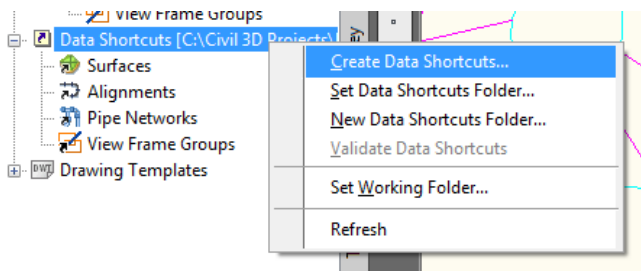 View Frame Groups
Data Shortcuts [C:\Civil 3D Projects\
Surfaces
Alignments
Pipe Networks
View Frame Groups
DWT Drawing Templates
Create Data Shortcuts...
Set Data Shortcuts Folder...
New Data Shortcuts Folder...
Validate Data Shortcuts
Set Working Folder...
Refresh